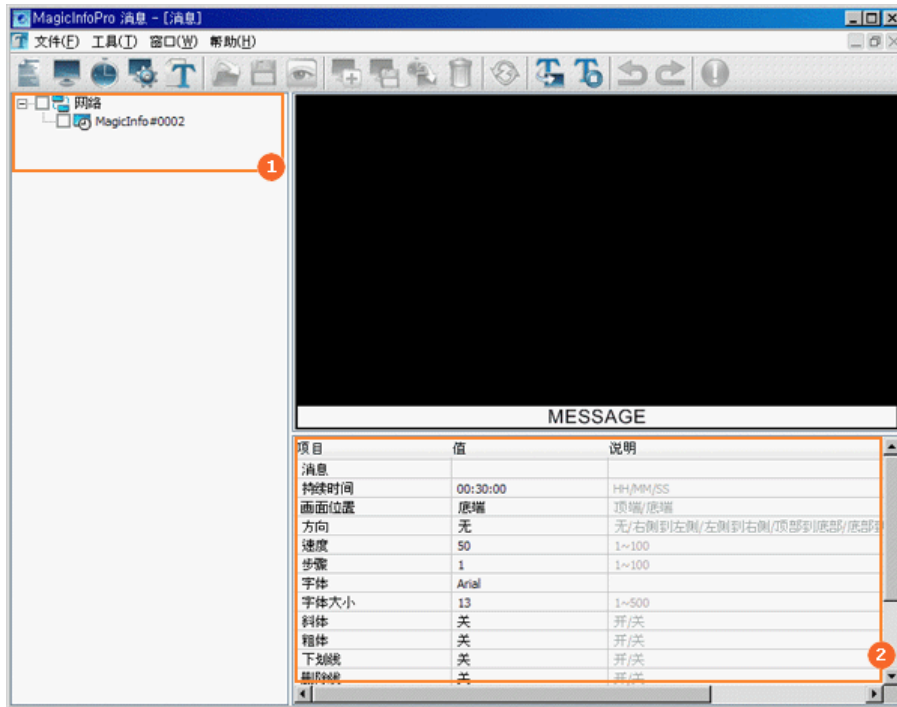 MagicInfoPro 消息 - [消息]
文件(F) 工具(T) 窗口(W) 帮助(H)
网络
MagicInfo#0002
1
MESSAGE
项目 值 说明
消息
持续时间 00:30:00 HH/MM/SS
画面位置 底端 顶端/底端
方向 无 无/右侧到左侧/左侧到右侧/顶部到底部/底部到
速度 50 1~100
步骤 1 1~100
字体 Arial
字体大小 13 1~500
斜体 关 开/关
粗体 关 开/关
下划线 关 开/关
删除线 关 开/关
2